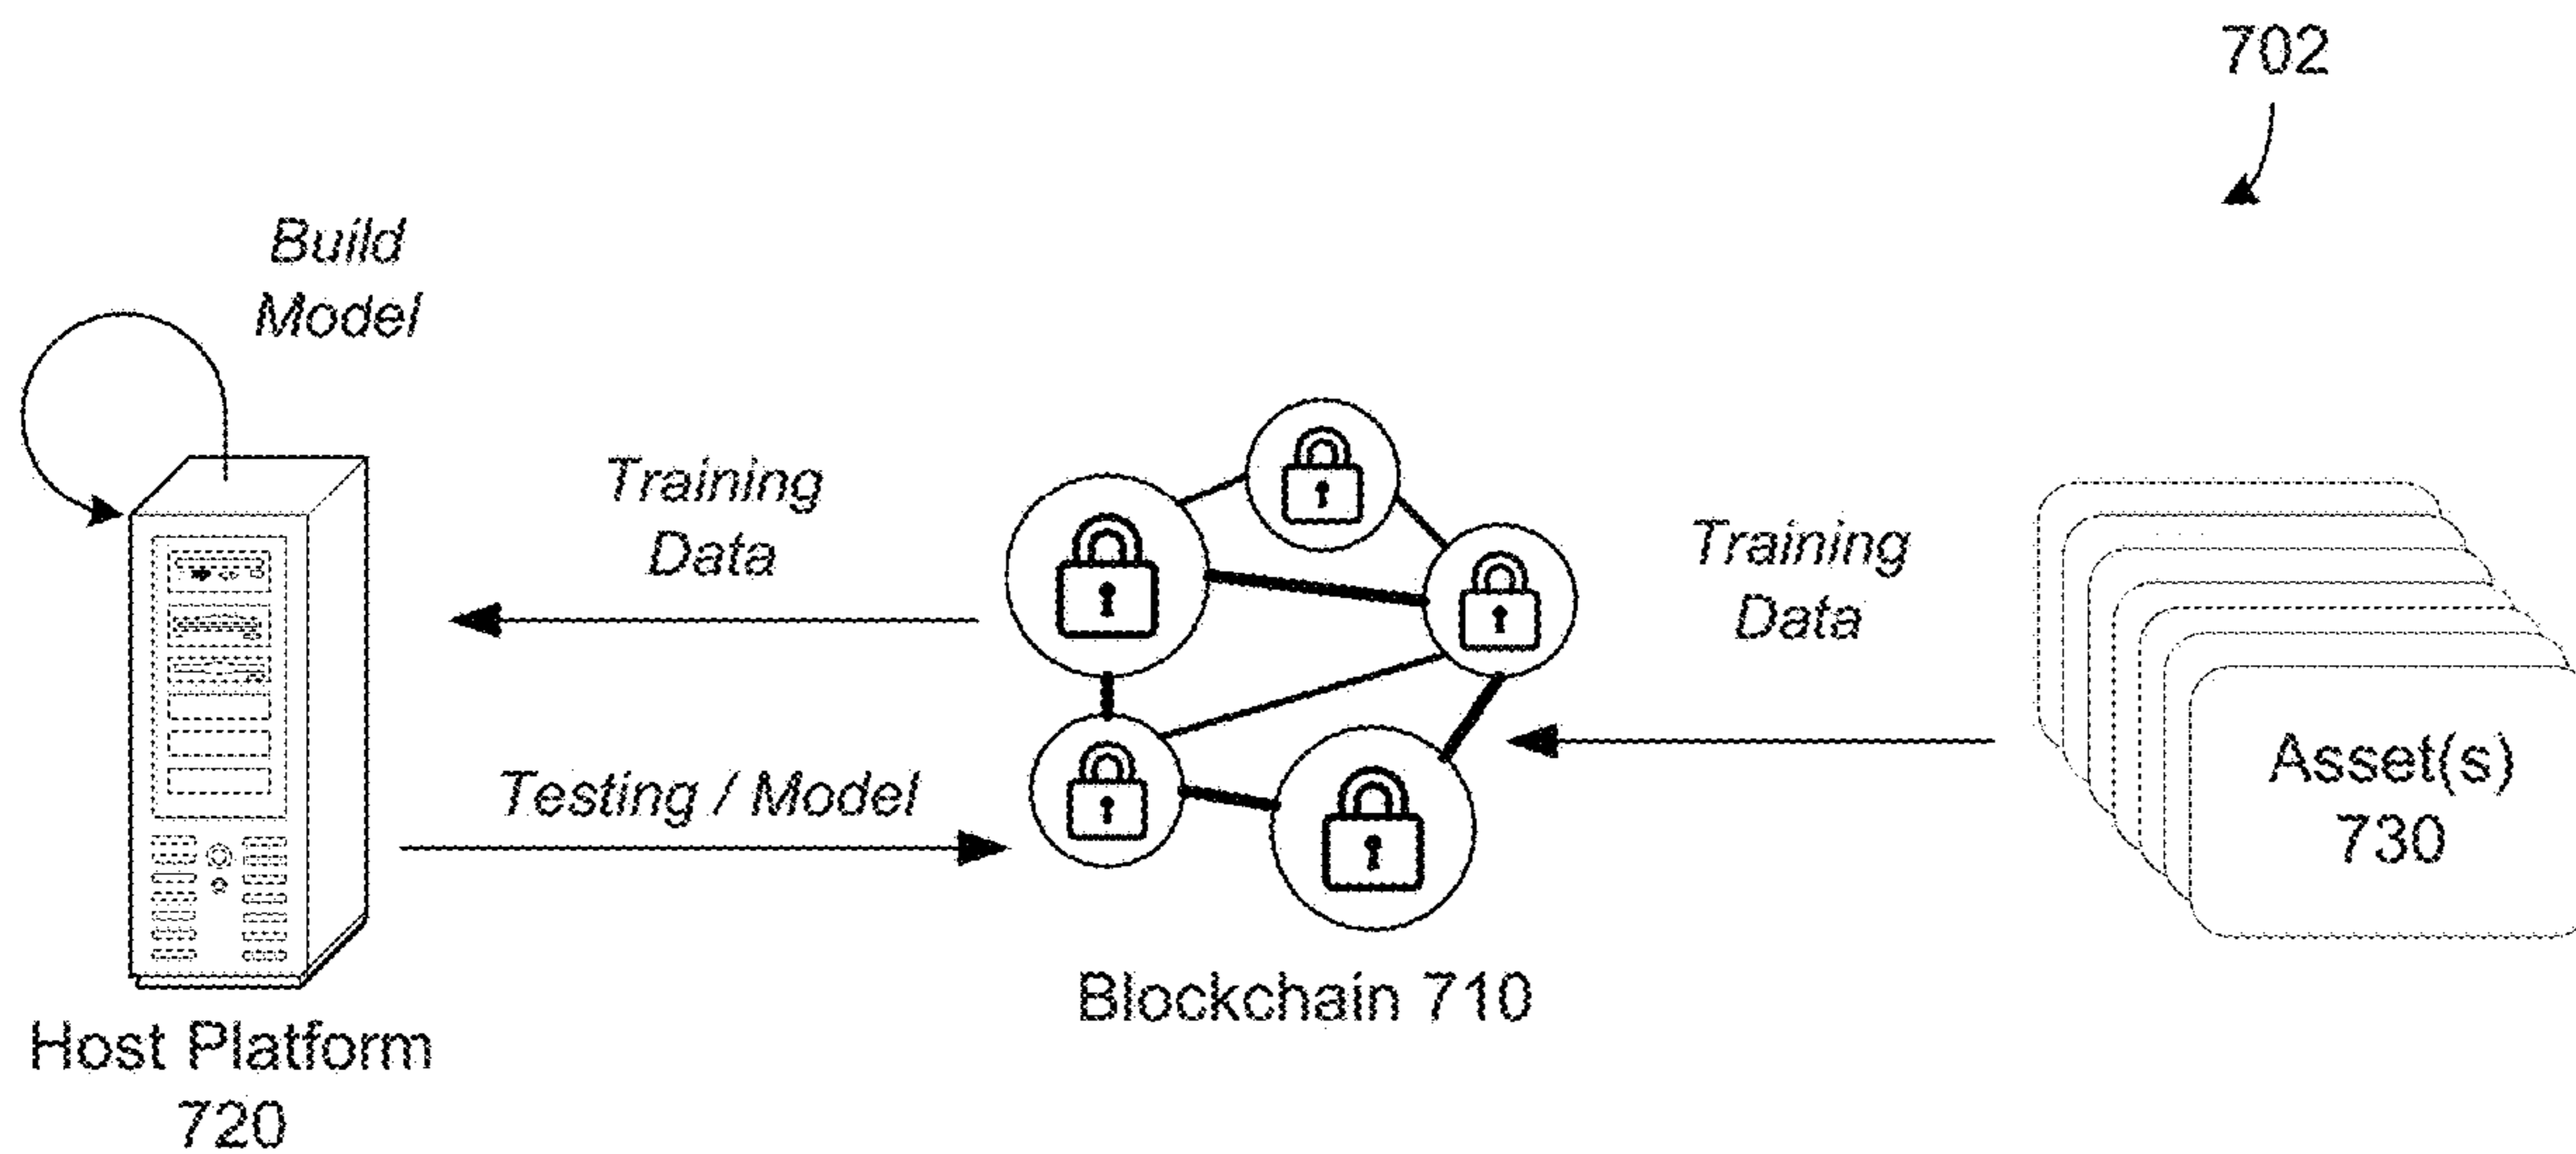 702
Build
Model
Training
Data
Training
Data
Testing / Model
Asset(s)
730
Blockchain 710
Host Platform
720